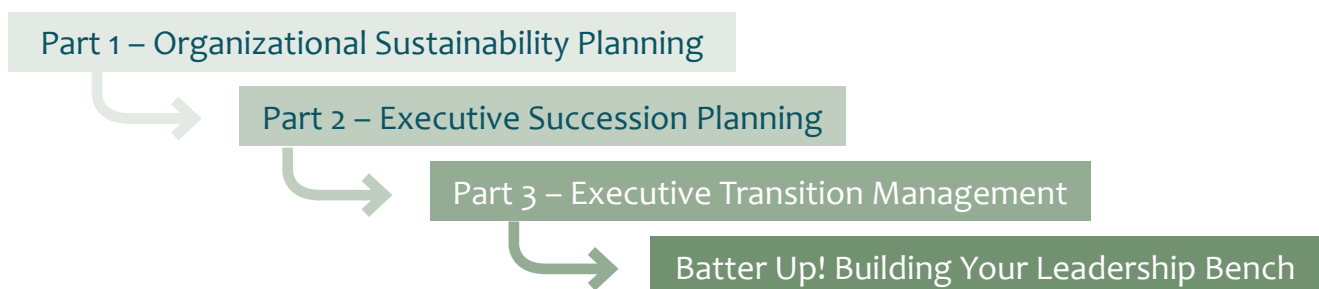 Part 1 – Organizational Sustainability Planning
Part 2 – Executive Succession Planning
Part 3 – Executive Transition Management
Batter Up! Building Your Leadership Bench